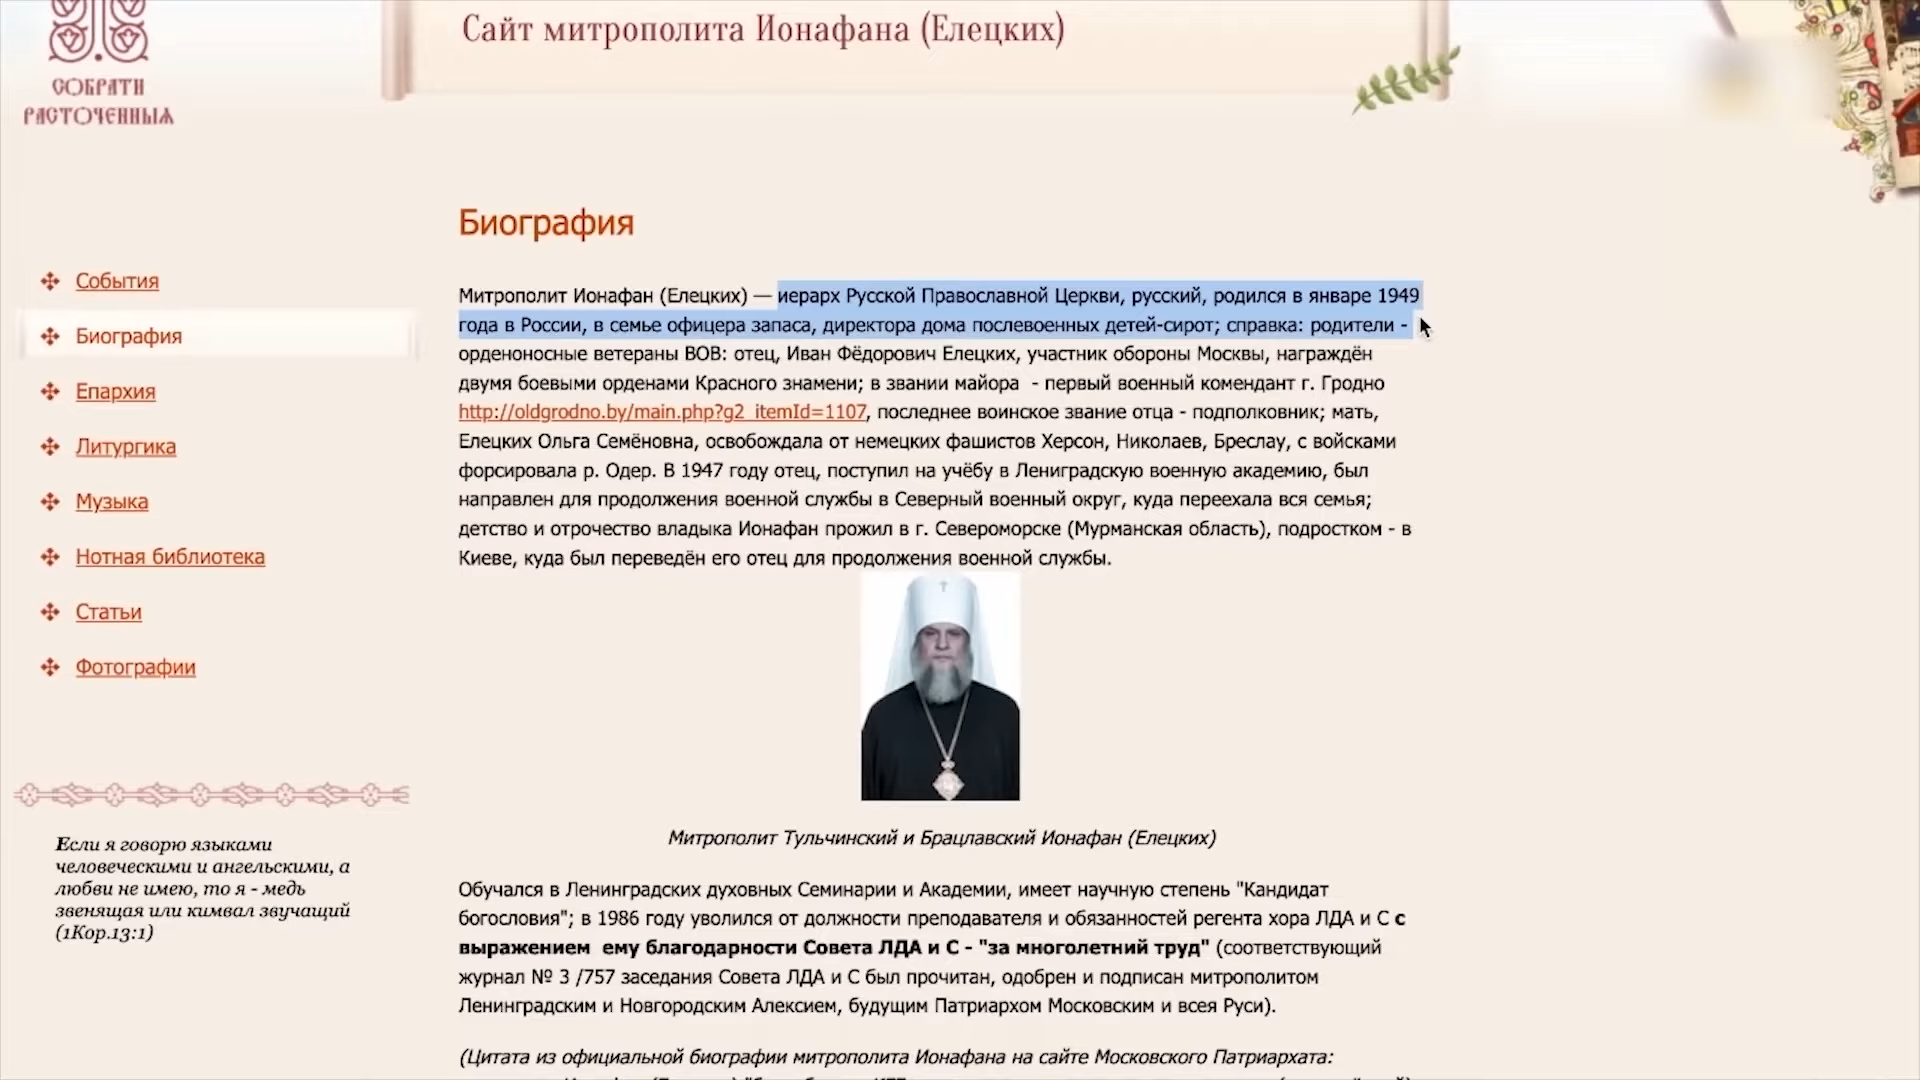 Сайт митрополита Ионафана (Елецких)
СОБРАТИ
РАСТОЧЕННЫЯ
События
Биография
Епархия
Литургика
Музыка
Нотная библиотека
Статьи
Фотографии
Если я говорю языками
человеческими и ангельскими, а
любви не имею, то я - медь
звенящая или кимвал звучащий
(1Кор.13:1)
Биография
Митрополит Ионафан (Елецких) — иерарх Русской Православной Церкви, русский, родился в январе 1949
года в России, в семье офицера запаса, директора дома послевоенных детей-сирот; справка: родители -
орденоносные ветераны ВОВ: отец, Иван Фёдорович Елецких, участник обороны Москвы, награждён
двумя боевыми орденами Красного знамени; в звании майора - первый военный комендант г. Гродно
http://oldgrodno.by/main.php?g2_itemId=1107, последнее воинское звание отца - подполковник; мать,
Елецких Ольга Семёновна, освобождала от немецких фашистов Херсон, Николаев, Бреслау, с войсками
форсировала р. Одер. В 1947 году отец, поступил на учёбу в Лениградскую военную академию, был
направлен для продолжения военной службы в Северный военный округ, куда переехала вся семья;
детство и отрочество владыка Ионафан прожил в г. Североморске (Мурманская область), подростком - в
Киеве, куда был переведён его отец для продолжения военной службы.
Митрополит Тульчинский и Брацлавский Ионафан (Елецких)
Обучался в Ленинградских духовных Семинарии и Академии, имеет научную степень "Кандидат
богословия"; в 1986 году уволился от должности преподавателя и обязанностей регента хора ЛДА и С с
выражением ему благодарности Совета ЛДА и С - "за многолетний труд" (соответствующий
журнал № 3 /757 заседания Совета ЛДА и С был прочитан, одобрен и подписан митрополитом
Ленинградским и Новгородским Алексием, будущим Патриархом Московским и всея Руси).
(Цитата из официальной биографии митрополита Ионафана на сайте Московского Патриархата: